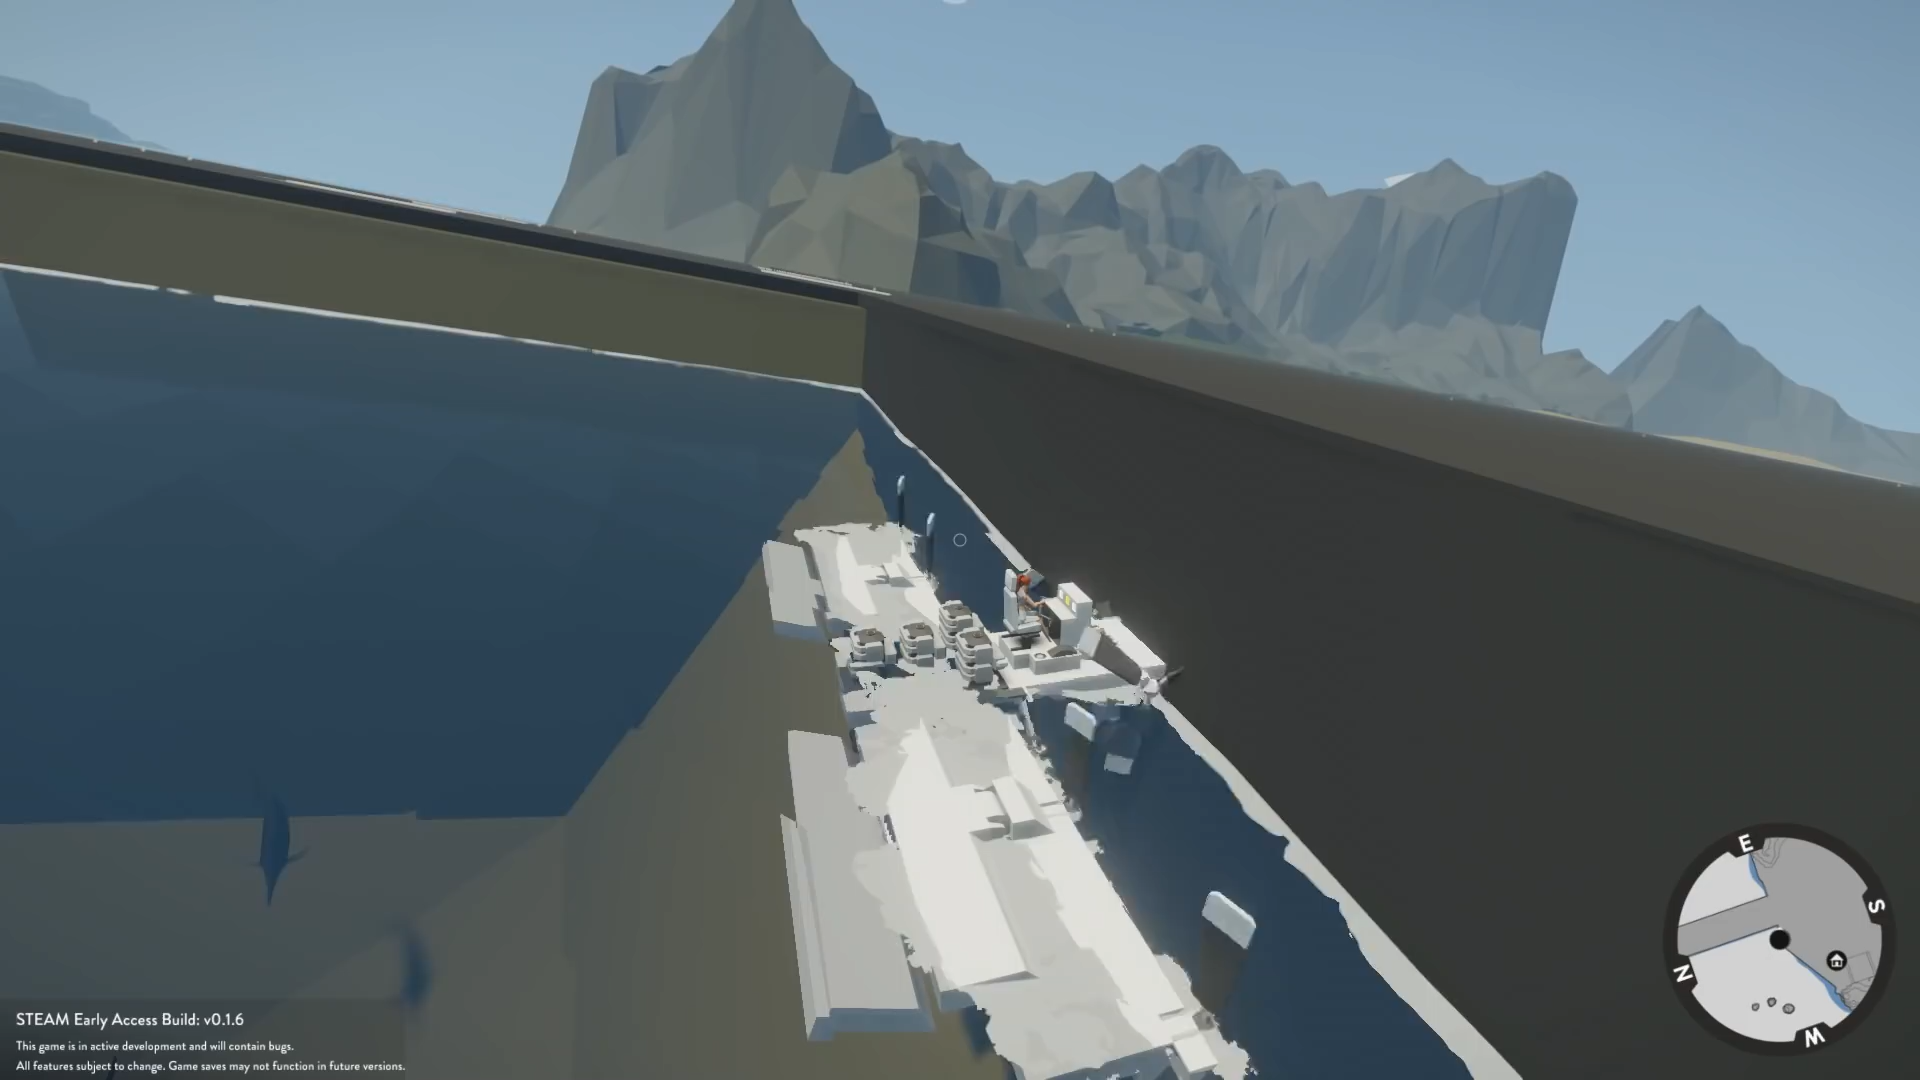 E
S
N
W
STEAM Early Access Build: v0.1.6
This game is in active development and will contain bugs.
All features subject to change. Game saves may not function in future versions.